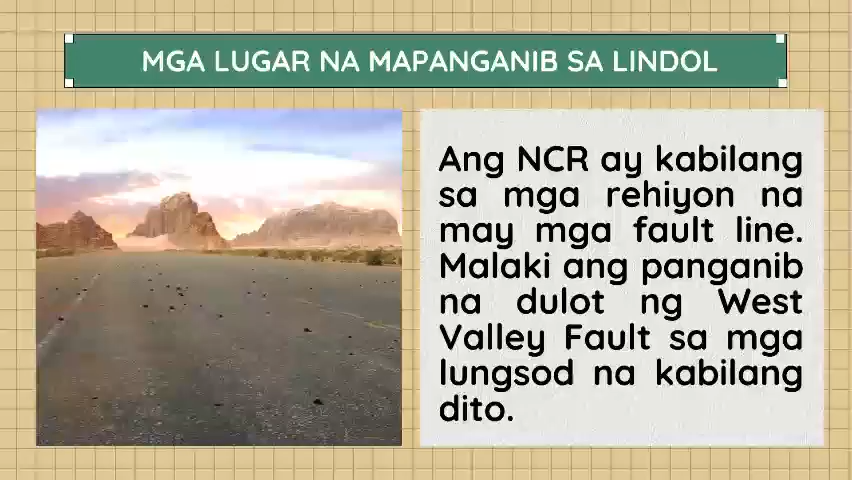 MGA LUGAR NA MAPANGANIB SA LINDOL
Ang NCR ay kabilang
sa mga rehiyon na
may mga fault line.
Malaki ang panganib
na dulot ng West
Valley Fault sa mga
lungsod na kabilang
dito.